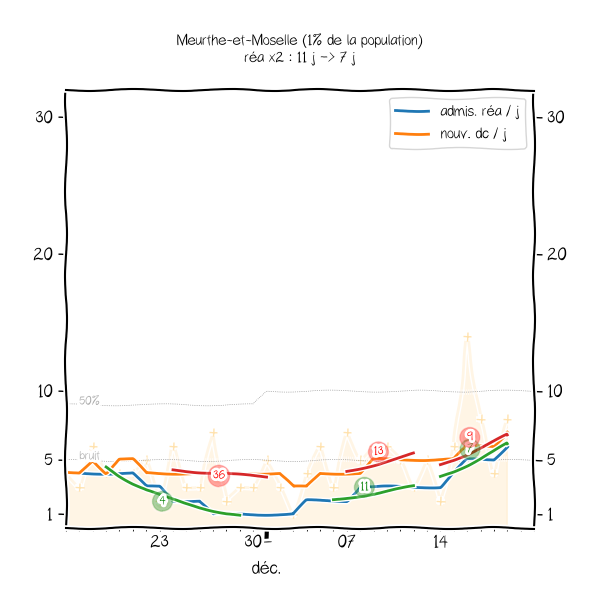 Meurthe-et-Moselle (1% de la population)
réa x2 : 11 j -> 7 j
admis. réa / j
nouv. dc / j
30 30
20 20
10 10
50%
9
13
bruit
5 5
36
11
4
1 1
23 30 07 14
déc.